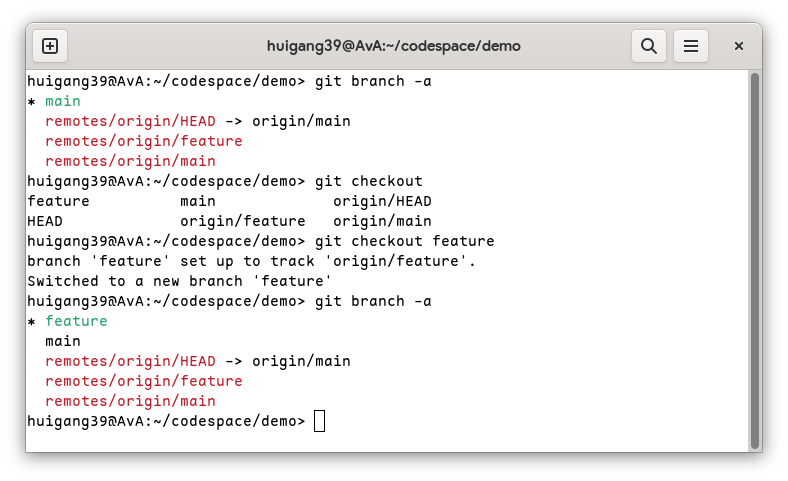 huigang39@AvA:~/codespace/demo
huigang39@AvA:~/codespace/demo> git branch -a
* main
  remotes/origin/HEAD -> origin/main
  remotes/origin/feature
  remotes/origin/main
huigang39@AvA:~/codespace/demo> git checkout
feature          main             origin/HEAD
HEAD             origin/feature   origin/main
huigang39@AvA:~/codespace/demo> git checkout feature
branch 'feature' set up to track 'origin/feature'.
Switched to a new branch 'feature'
huigang39@AvA:~/codespace/demo> git branch -a
* feature
  main
  remotes/origin/HEAD -> origin/main
  remotes/origin/feature
  remotes/origin/main
huigang39@AvA:~/codespace/demo>